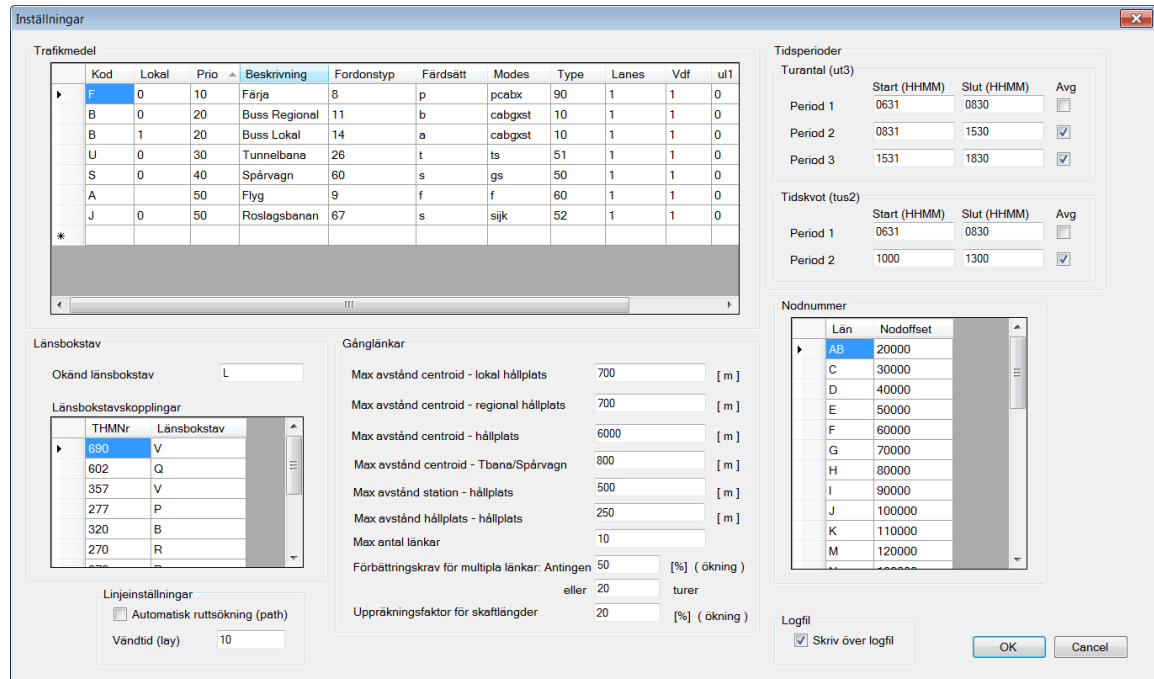 Inställningar
Trafikmedel
Kod Lokal Prio Beskrivning Fordonstyp Färdsätt Modes Type Lanes Vdf ul1
F 0 10 Färja 8 p pcabx 90 1 1 0
B 0 20 Buss Regional 11 b cabgxst 10 1 1 0
B 1 20 Buss Lokal 14 a cabgxst 10 1 1 0
U 0 30 Tunnelbana 26 t ts 51 1 1 0
S 0 40 Spårvagn 60 s gs 50 1 1 0
A 50 Flyg 9 f f 60 1 1 0
J 0 50 Roslagsbanan 67 s sijk 52 1 1 0
Tidsperioder
Turantal (ut3)
Start (HHMM) Slut (HHMM) Avg
Period 1 0631 0830
Period 2 0831 1530
Period 3 1531 1830
Tidskvot (tus2)
Start (HHMM) Slut (HHMM) Avg
Period 1 0631 0830
Period 2 1000 1300
Länsbokstav
Okänd länsbokstav L
Länsbokstavskopplingar
THMNr Länsbokstav
690 V
602 Q
357 V
277 P
320 B
270 R
Linjeinställningar
Automatisk ruttsökning (path)
Vändtid (lay) 10
Gånglänkar
Max avstånd centroid - lokal hållplats 700 [ m ]
Max avstånd centroid - regional hållplats 700 [ m ]
Max avstånd centroid - hållplats 6000 [ m ]
Max avstånd centroid - Tbana/Spårvagn 800 [ m ]
Max avstånd station - hållplats 500 [ m ]
Max avstånd hållplats - hållplats 250 [ m ]
Max antal länkar 10
Förbättringskrav för multipla länkar: Antingen 50 [%] ( ökning )
eller 20 turer
Uppräkningsfaktor för skaftlängder 20 [%] ( ökning )
Nodnummer
Län Nodoffset
AB 20000
C 30000
D 40000
E 50000
F 60000
G 70000
H 80000
I 90000
J 100000
K 110000
M 120000
Logfil
Skriv över logfil
OK Cancel